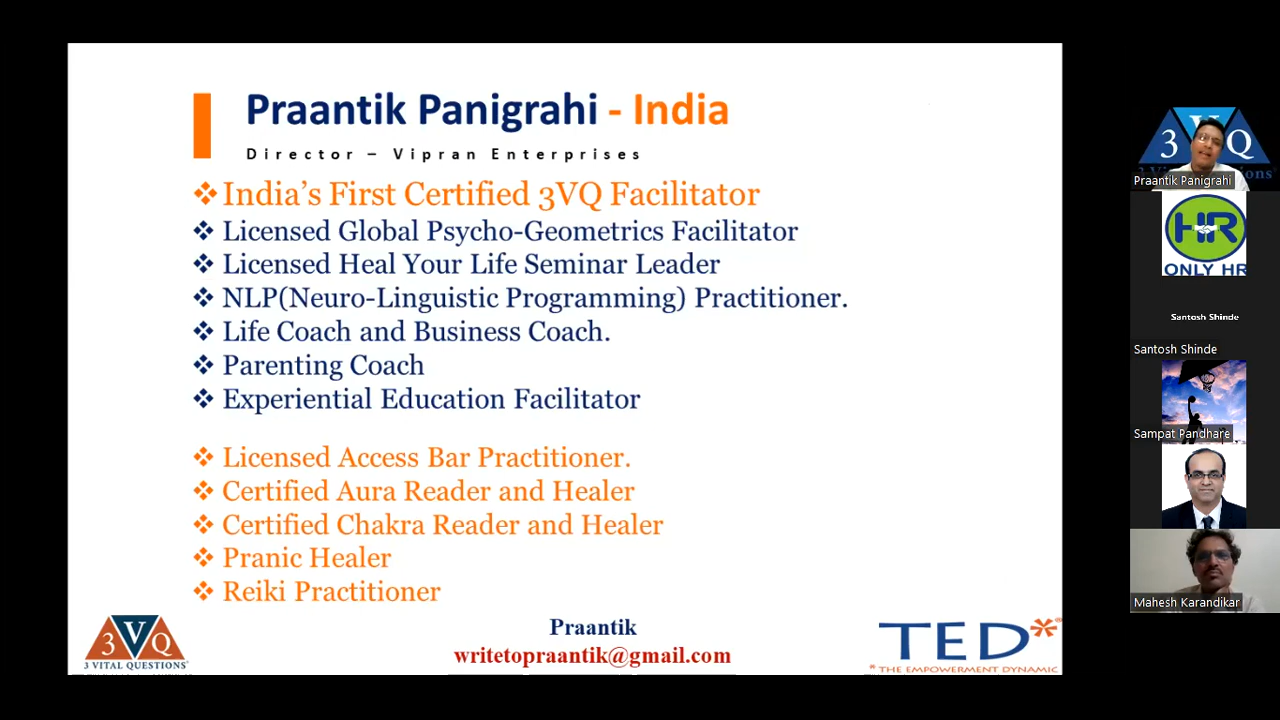 Praantik Panigrahi - India
Director – Vipran Enterprises
India's First Certified 3VQ Facilitator
Licensed Global Psycho-Geometrics Facilitator
Licensed Heal Your Life Seminar Leader
NLP(Neuro-Linguistic Programming) Practitioner.
Life Coach and Business Coach.
Parenting Coach
Experiential Education Facilitator
Licensed Access Bar Practitioner.
Certified Aura Reader and Healer
Certified Chakra Reader and Healer
Pranic Healer
Reiki Practitioner
3VQ
3 VITAL QUESTIONS®
Praantik
writetopraantik@gmail.com
TED*®
*THE EMPOWERMENT DYNAMIC
3 V Q
Praantik Panigrahi
HR
ONLY HR
Santosh Shinde
Santosh Shinde
Sampat Pandhare
Mahesh Karandikar